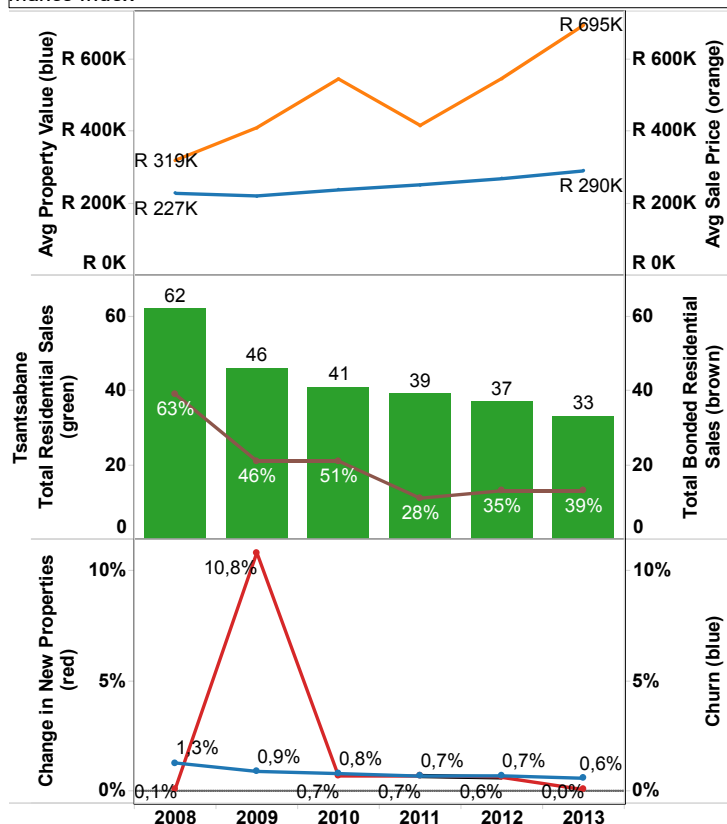 Avg Property Value (blue)
R 600K
R 400K
R 200K
R 0K
R 695K
R 319K
R 227K
R 290K
R 600K
R 400K
R 200K
R 0K
Avg Sale Price (orange)
Tsantsabane
Total Residential Sales
(green)
60
40
20
0
62
46
41
39
37
33
63%
46%
51%
28%
35%
39%
60
40
20
0
Total Bonded Residential
Sales (brown)
Change in New Properties
(red)
10%
5%
0%
10,8%
1,3%
0,9%
0,8%
0,7%
0,7%
0,6%
0,1%
0,7%
0,7%
0,6%
0,0%
10%
5%
0%
Churn (blue)
2008 2009 2010 2011 2012 2013